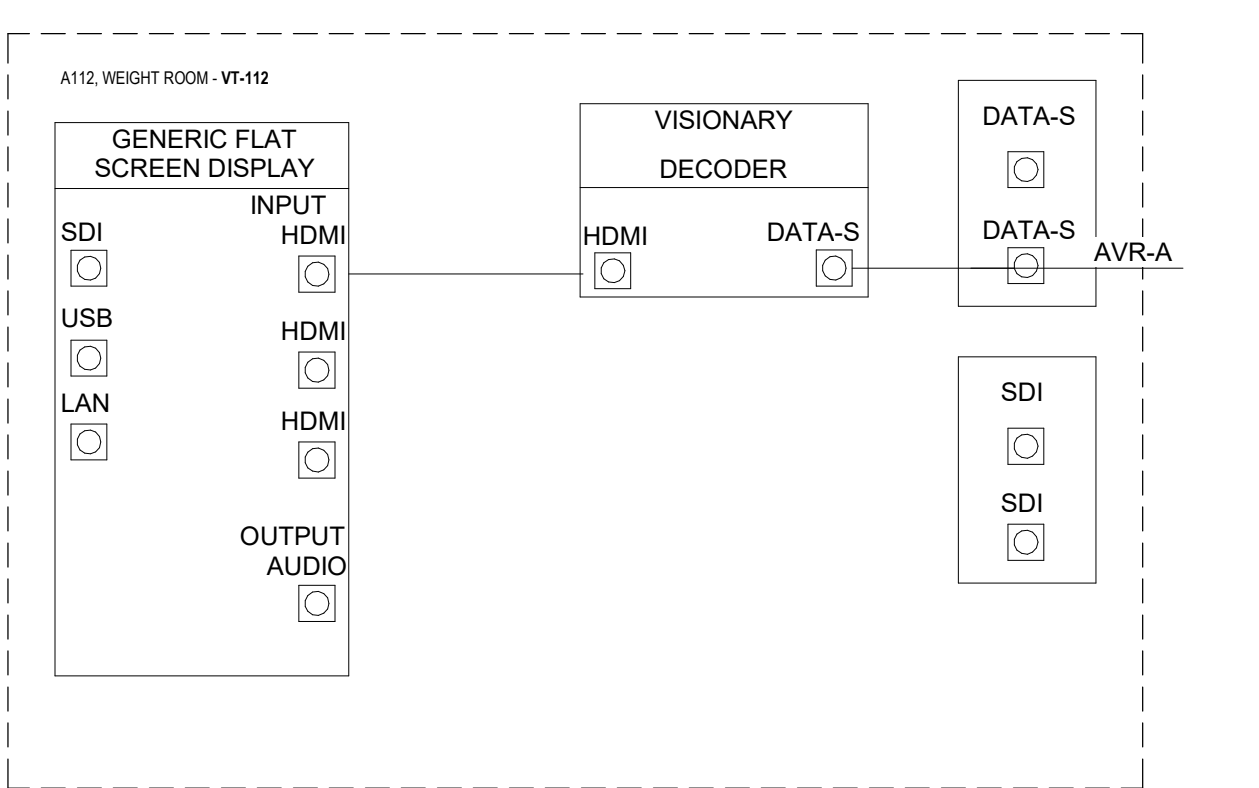 A112, WEIGHT ROOM - VT-112
GENERIC FLAT
SCREEN DISPLAY
INPUT
SDI
HDMI
USB
HDMI
LAN
HDMI
OUTPUT
AUDIO
VISIONARY
DECODER
HDMI
DATA-S
DATA-S
DATA-S
AVR-A
SDI
SDI